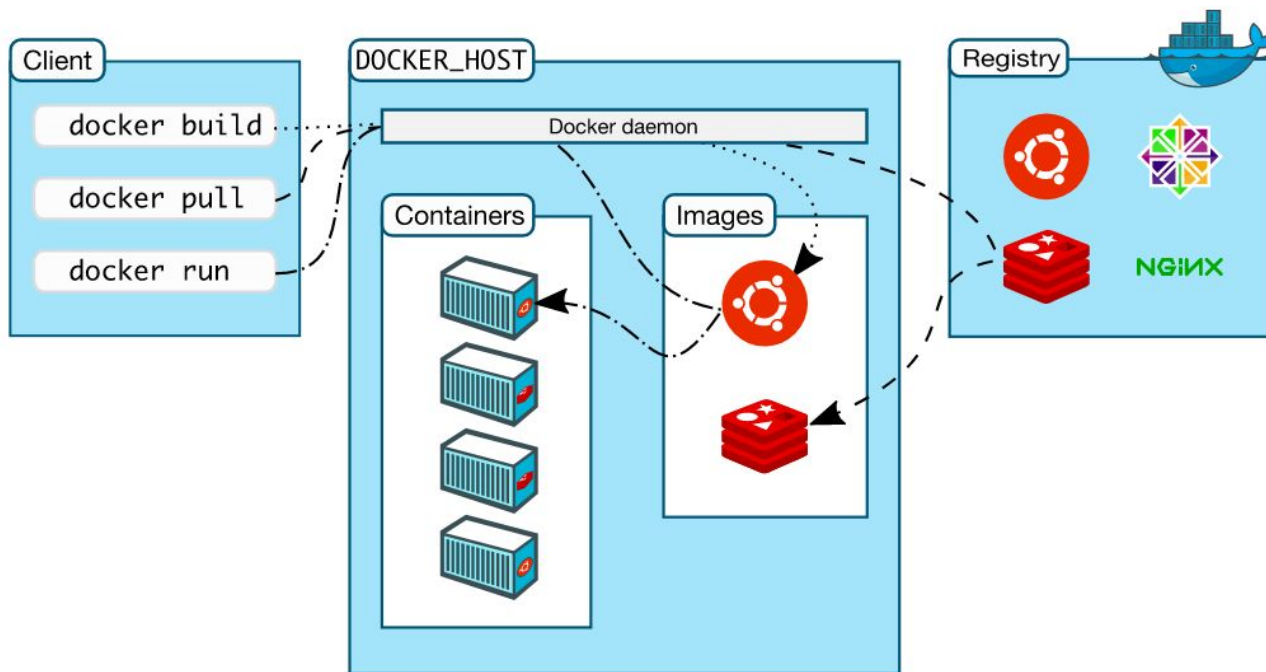 Client
docker build
docker pull
docker run
DOCKER_HOST
Docker daemon
Containers
Images
Registry
NGiNX